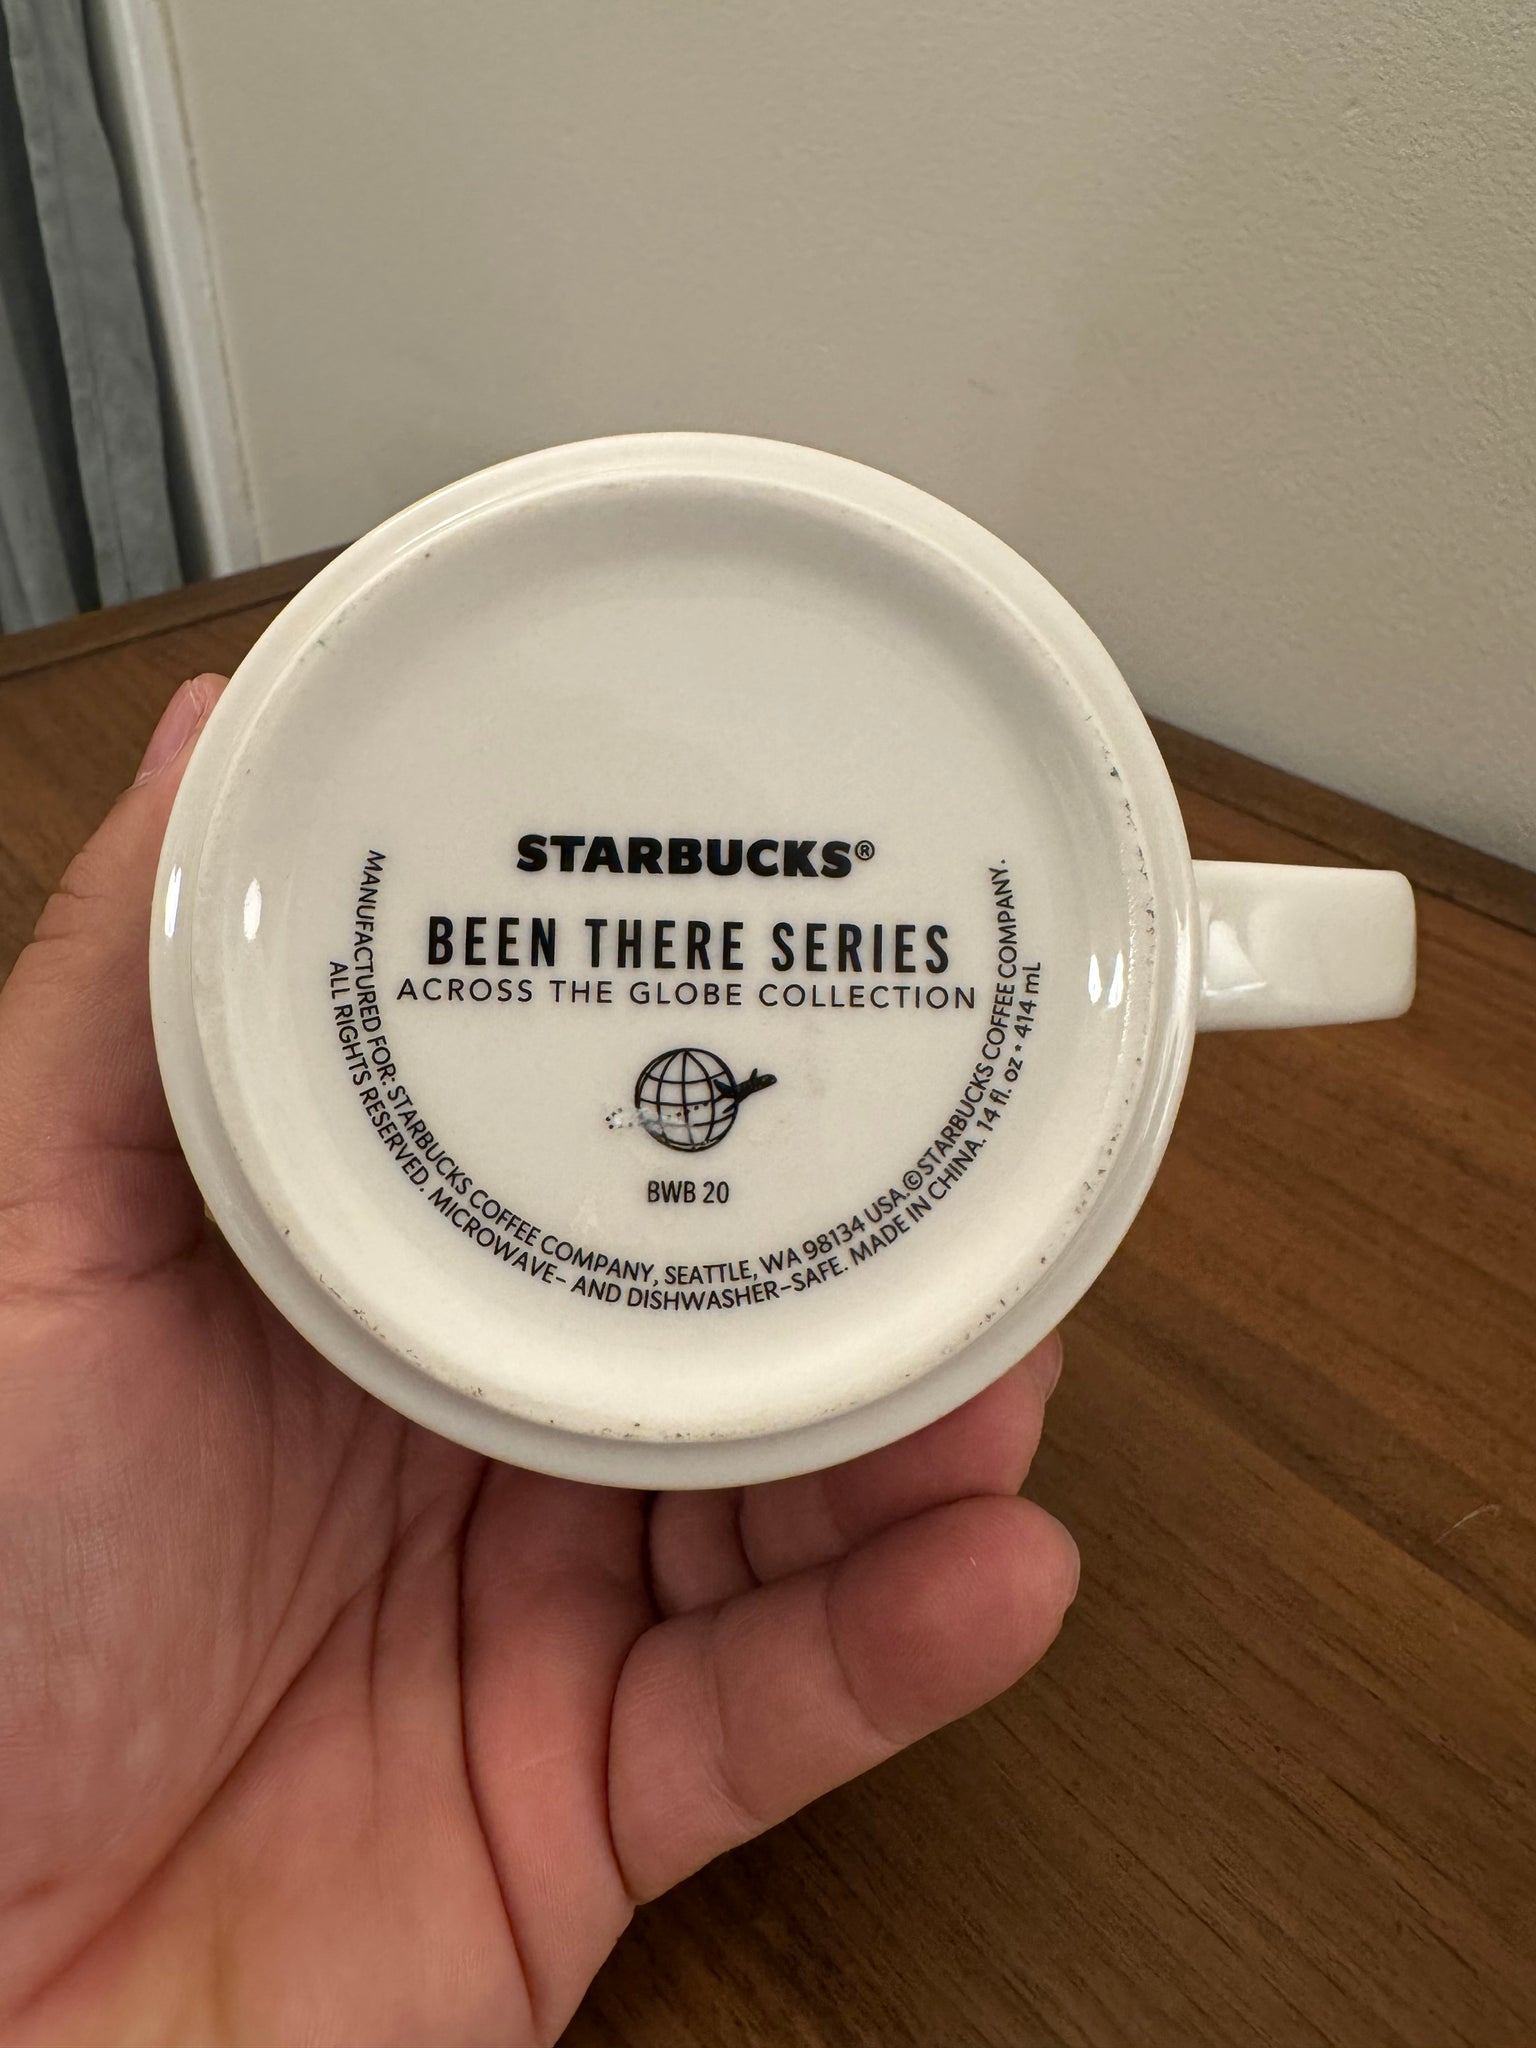 STARBUCKS®
BEEN THERE SERIES
ACROSS THE GLOBE COLLECTION
BWB 20
MANUFACTURED FOR: STARBUCKS COFFEE COMPANY, SEATTLE, WA 98134 USA.©STARBUCKS COFFEE COMPANY.
ALL RIGHTS RESERVED. MICROWAVE- AND DISHWASHER-SAFE. MADE IN CHINA. 14 fl. oz • 414 mL